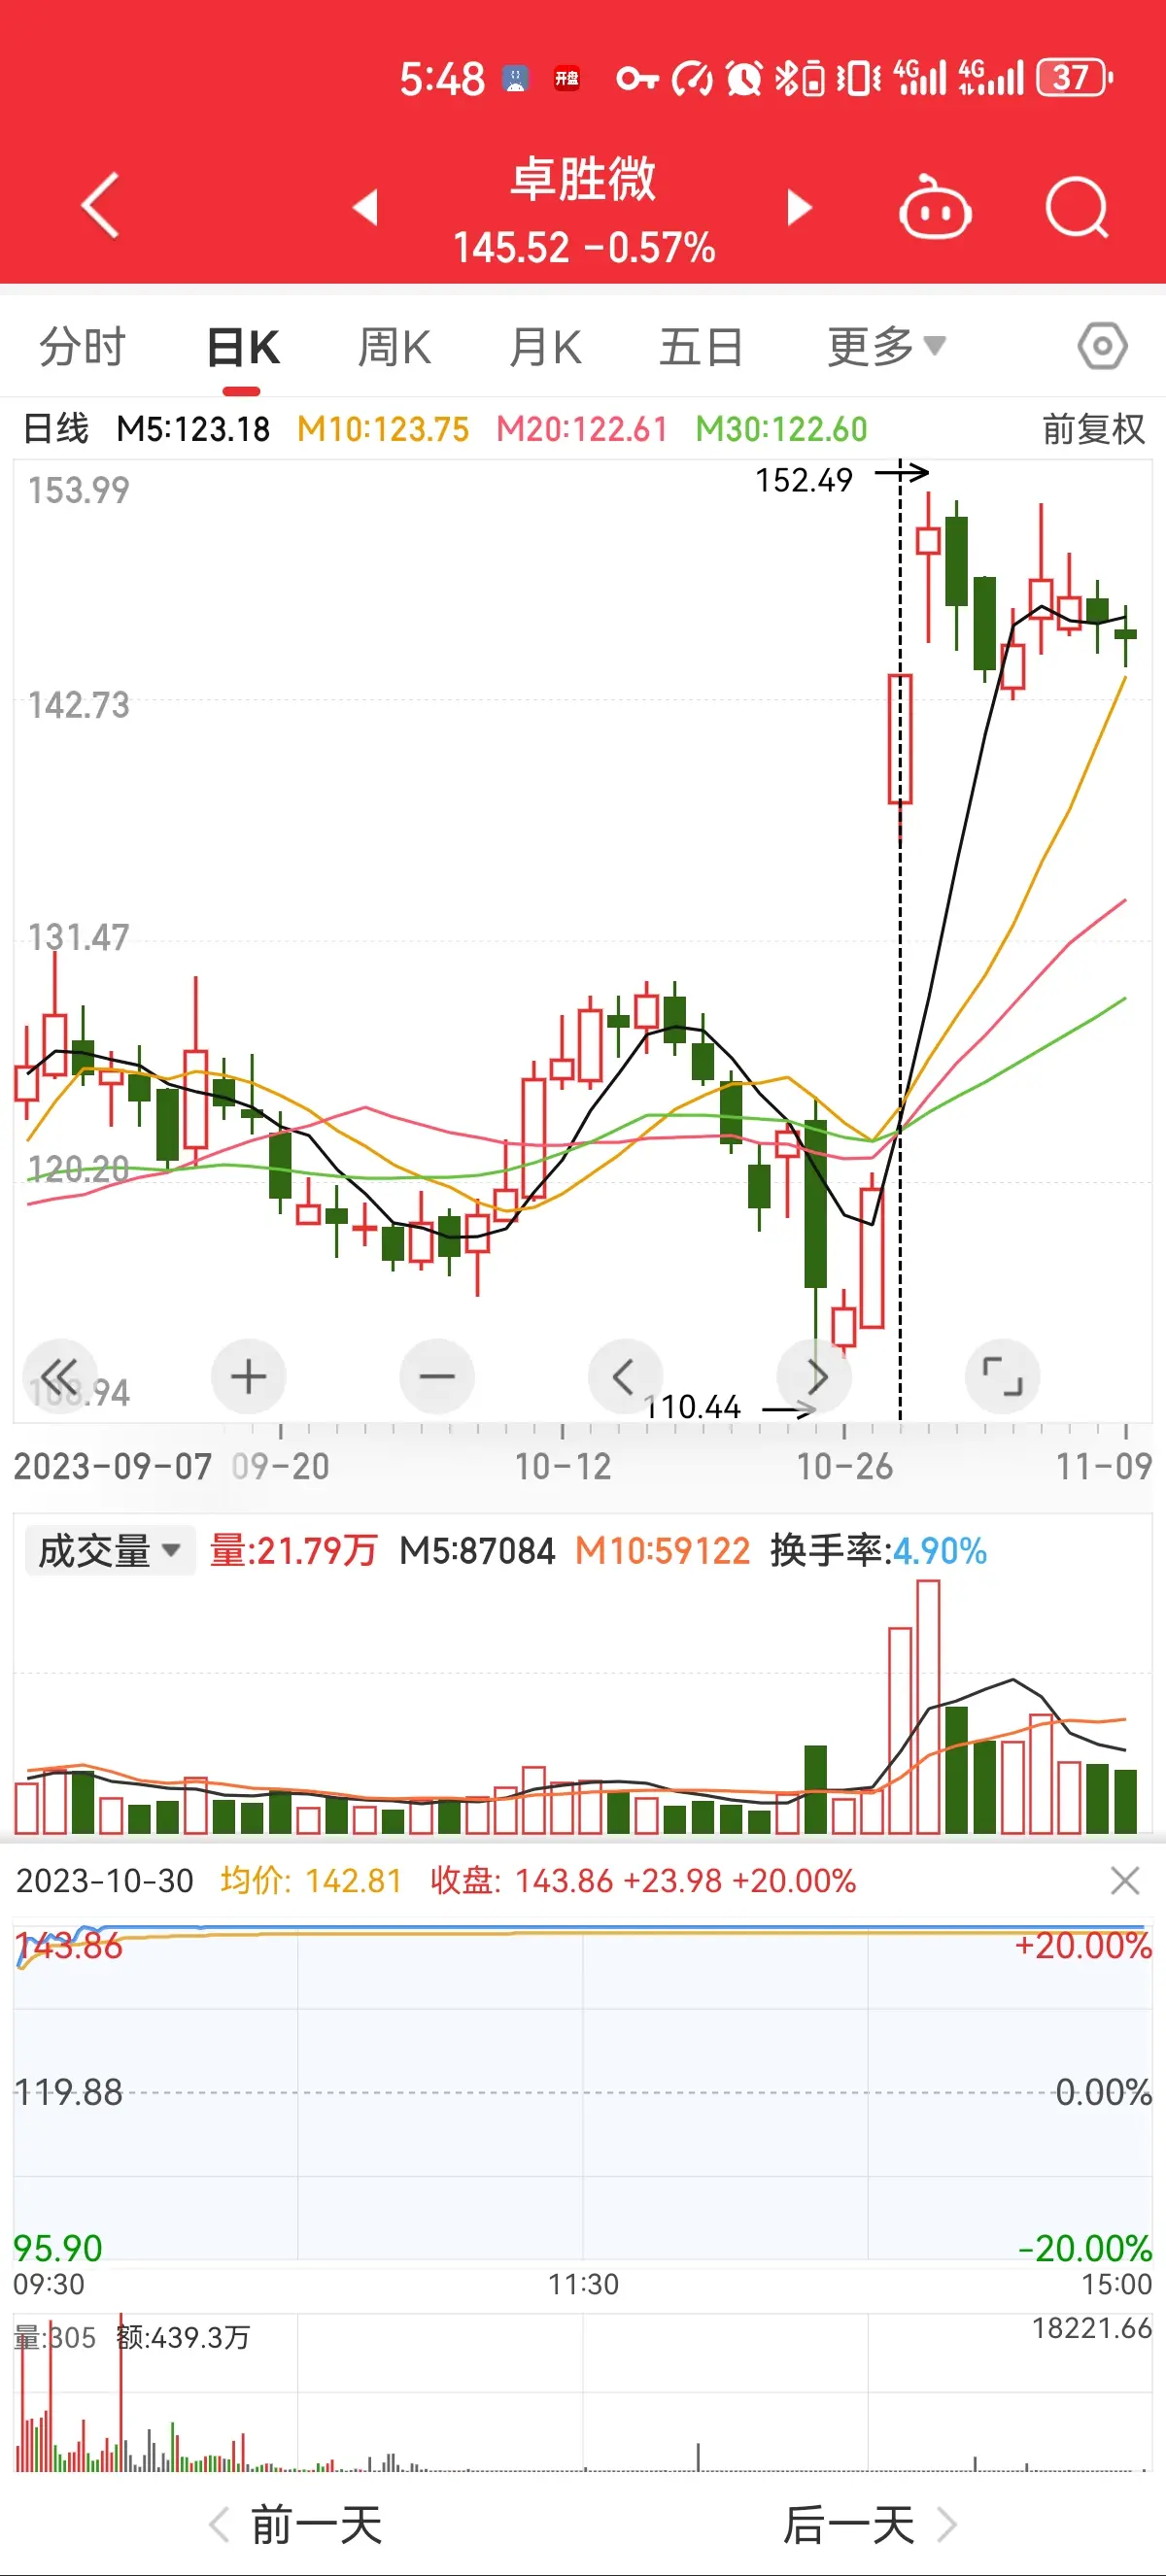 5:48 开盘 4G 4G 37
卓胜微
145.52 -0.57%
分时 日K 周K 月K 五日 更多
日线 M5:123.18 M10:123.75 M20:122.61 M30:122.60 前复权
153.99
152.49
142.73
131.47
120.20
108.94
110.44
2023-09-07 09-20 10-12 10-26 11-09
成交量 量:21.79万 M5:87084 M10:59122 换手率:4.90%
2023-10-30 均价: 142.81 收盘: 143.86 +23.98 +20.00%
143.86 +20.00%
119.88 0.00%
95.90 -20.00%
09:30 11:30 15:00
量:305 额:439.3万 18221.66
前一天 后一天